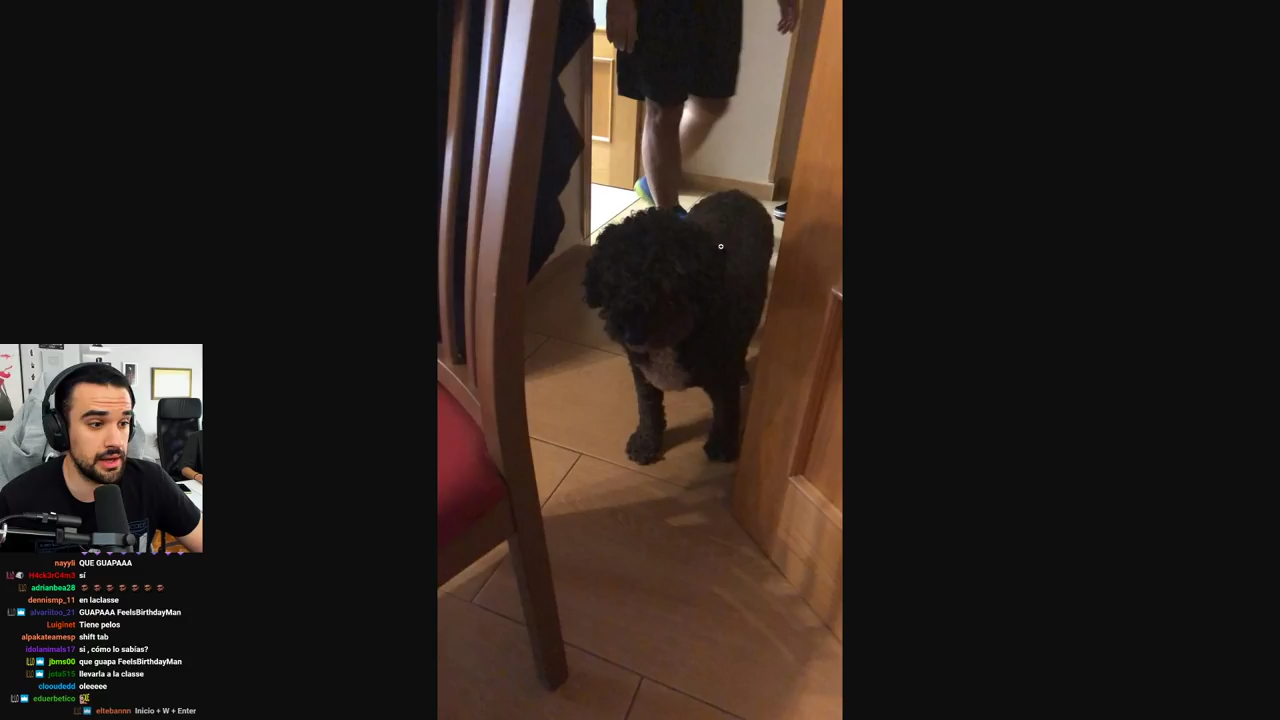 nayyli QUE GUAPAAA
H4ck3rC4m3 sí
adrianbea28
dennismp_11 en laclasse
alvariitoo_21 GUAPAAA FeelsBirthdayMan
Luiginet Tiene pelos
alpakateamesp shift tab
idolanimals17 si , cómo lo sabías?
jbms00 que guapa FeelsBirthdayMan
jota515 llevarla a la classe
clooudedd oleeeee
eduerbetico
eltebannn Inicio + W + Enter